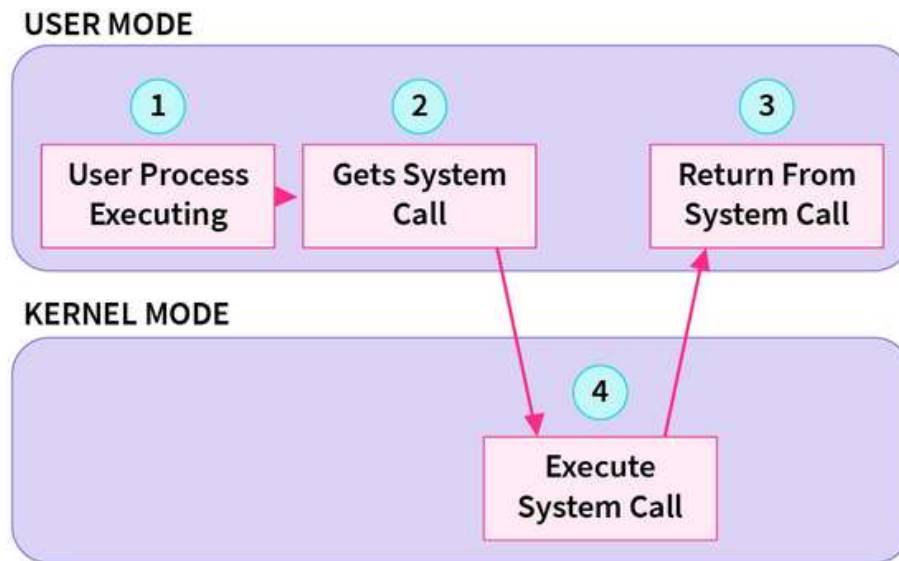 USER MODE
1
User Process
Executing
2
Gets System
Call
3
Return From
System Call
KERNEL MODE
4
Execute
System Call